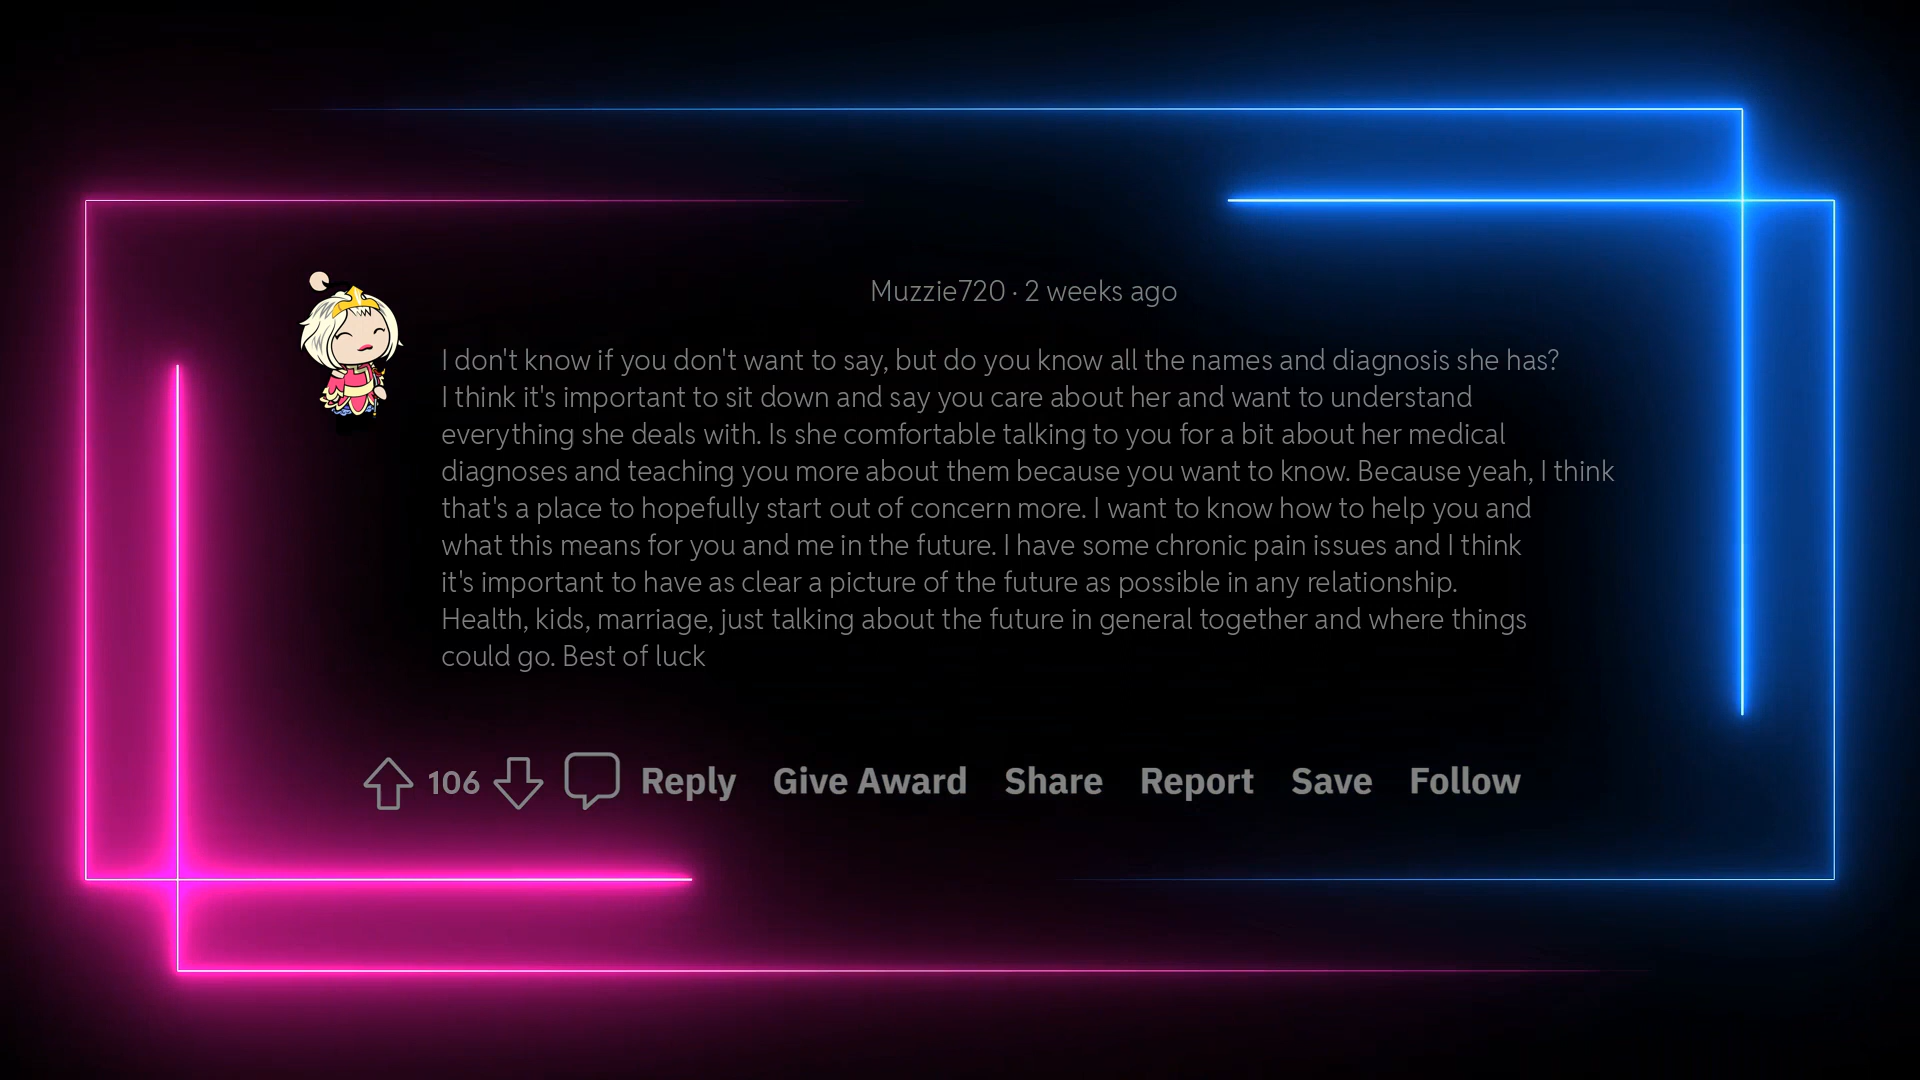 Muzzie720 · 2 weeks ago
I don't know if you don't want to say, but do you know all the names and diagnosis she has?
I think it's important to sit down and say you care about her and want to understand
everything she deals with. Is she comfortable talking to you for a bit about her medical
diagnoses and teaching you more about them because you want to know. Because yeah, I think
that's a place to hopefully start out of concern more. I want to know how to help you and
what this means for you and me in the future. I have some chronic pain issues and I think
it's important to have as clear a picture of the future as possible in any relationship.
Health, kids, marriage, just talking about the future in general together and where things
could go. Best of luck
106 Reply Give Award Share Report Save Follow